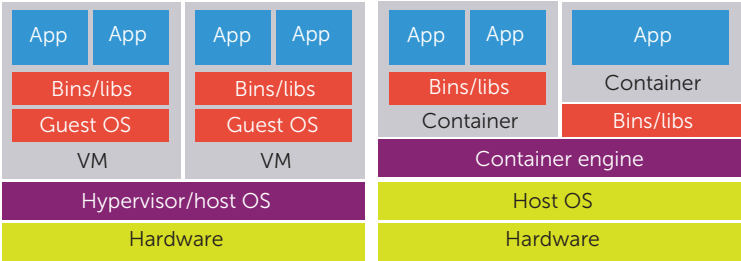 App App
Bins/libs
Guest OS
VM
App App
Bins/libs
Guest OS
VM
Hypervisor/host OS
Hardware
App App
Bins/libs
Container
App
Container
Bins/libs
Container engine
Host OS
Hardware